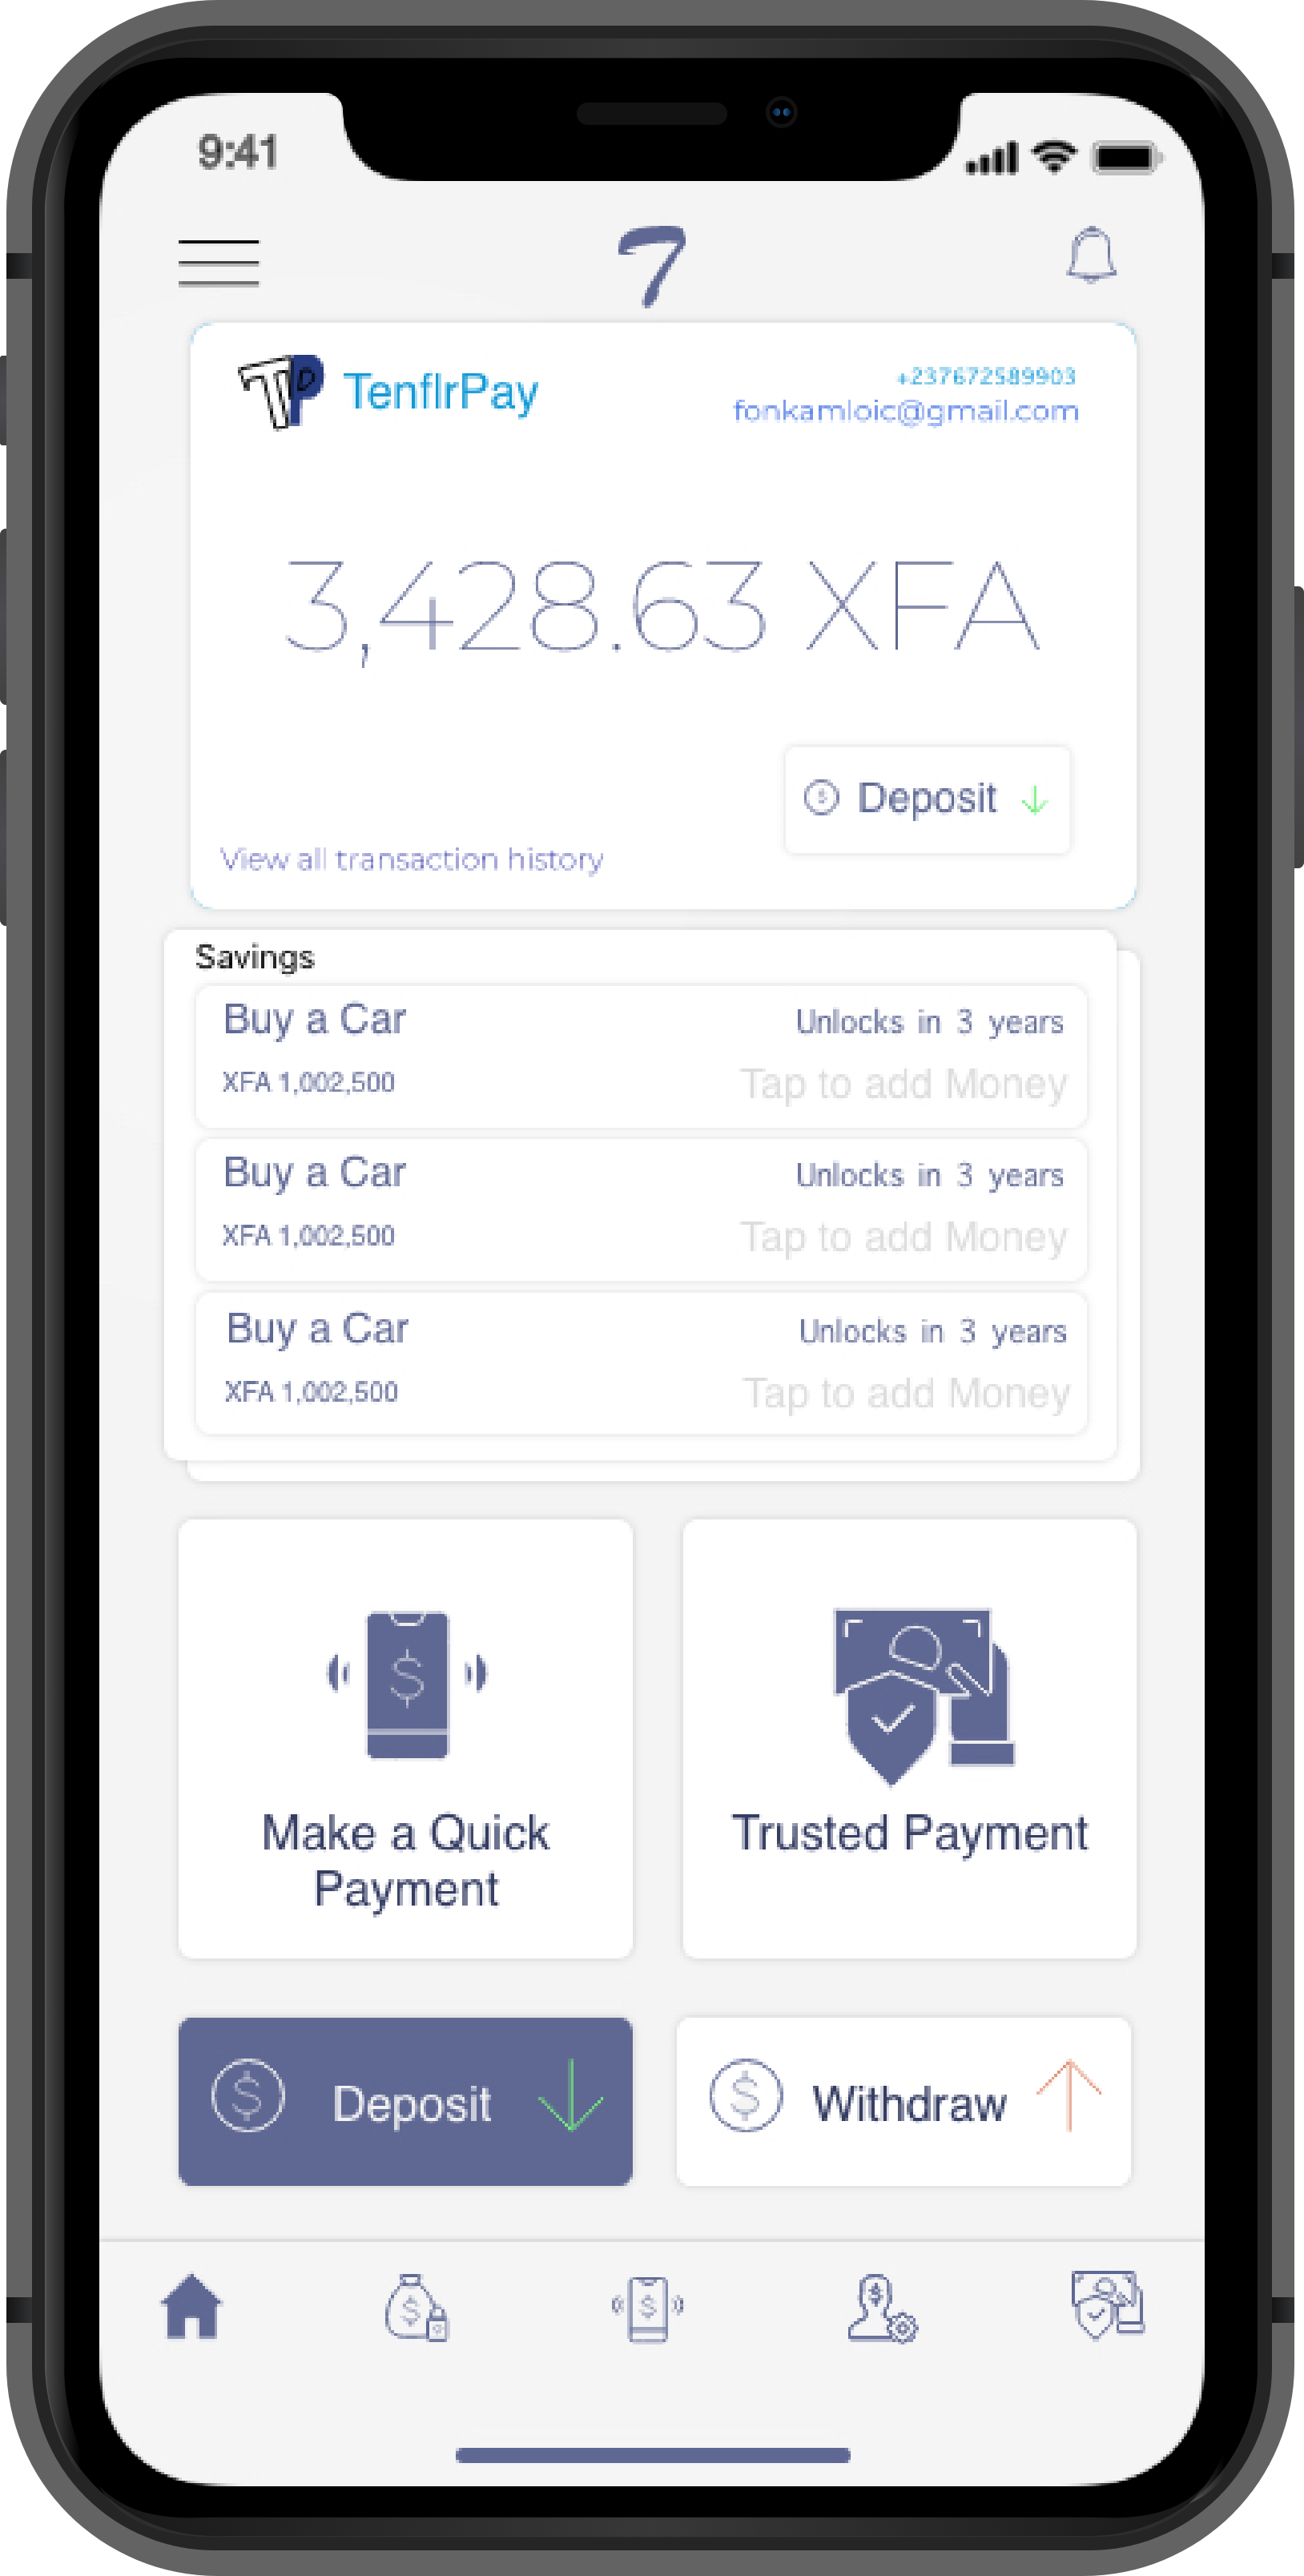 9:41
7
TP TenflrPay
+237672589903
fonkamloic@gmail.com
3,428.63 XFA
Deposit
View all transaction history
Savings
Buy a Car
Unlocks in 3 years
XFA 1,002,500
Tap to add Money
Buy a Car
Unlocks in 3 years
XFA 1,002,500
Tap to add Money
Buy a Car
Unlocks in 3 years
XFA 1,002,500
Tap to add Money
Make a Quick
Payment
Trusted Payment
Deposit
Withdraw